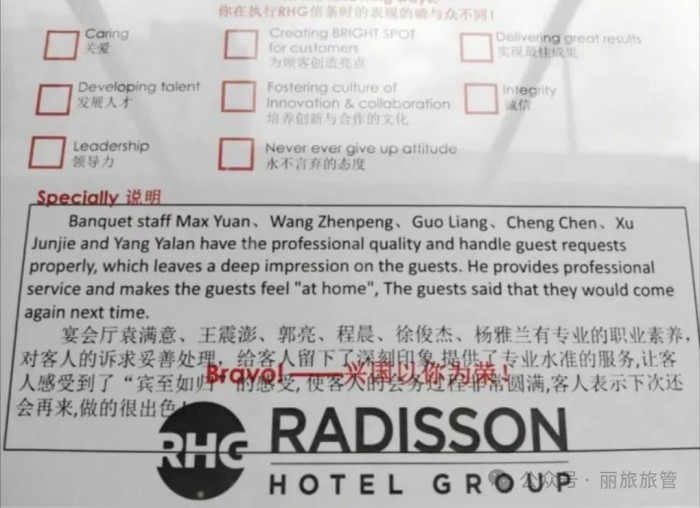 你在执行RHG信条时的表现的确与众不同!
Caring
关爱
Creating BRIGHT SPOT
for customers
为顾客创造亮点
Delivering great results
实现最佳成果
Developing talent
发展人才
Fostering culture of
Innovation & collaboration
培养创新与合作的文化
Integrity
诚信
Leadership
领导力
Never ever give up attitude
永不言弃的态度
Specially 说明
Banquet staff Max Yuan、Wang Zhenpeng、Guo Liang、Cheng Chen、Xu
Junjie and Yang Yalan have the professional quality and handle guest requests
properly, which leaves a deep impression on the guests. He provides professional
service and makes the guests feel "at home", The guests said that they would come
again next time.
宴会厅袁满意、王震澎、郭亮、程晨、徐俊杰、杨雅兰有专业的职业素养,
对客人的诉求妥善处理，给客人留下了深刻印象,提供了专业水准的服务,让客
人感受到了“宾至如归”的感受, 使客人的会务过程非常圆满,客人表示下次还
会再来,做的很出色!
Bravo! ——兴国以你为荣!
RHG RADISSON
HOTEL GROUP
公众号·丽旅旅管